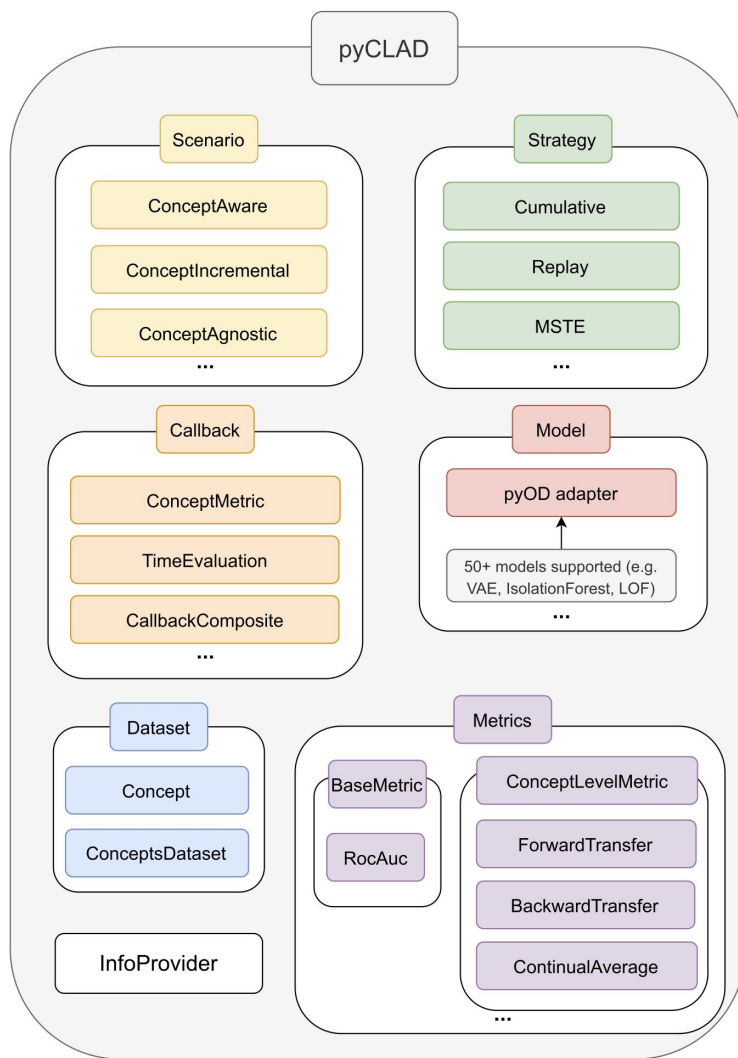 pyCLAD
Scenario
ConceptAware
ConceptIncremental
ConceptAgnostic
...
Strategy
Cumulative
Replay
MSTE
...
Callback
ConceptMetric
TimeEvaluation
CallbackComposite
...
Model
pyOD adapter
50+ models supported (e.g.
VAE, IsolationForest, LOF)
...
Dataset
Concept
ConceptsDataset
InfoProvider
Metrics
BaseMetric
RocAuc
ConceptLevelMetric
ForwardTransfer
BackwardTransfer
ContinualAverage
...